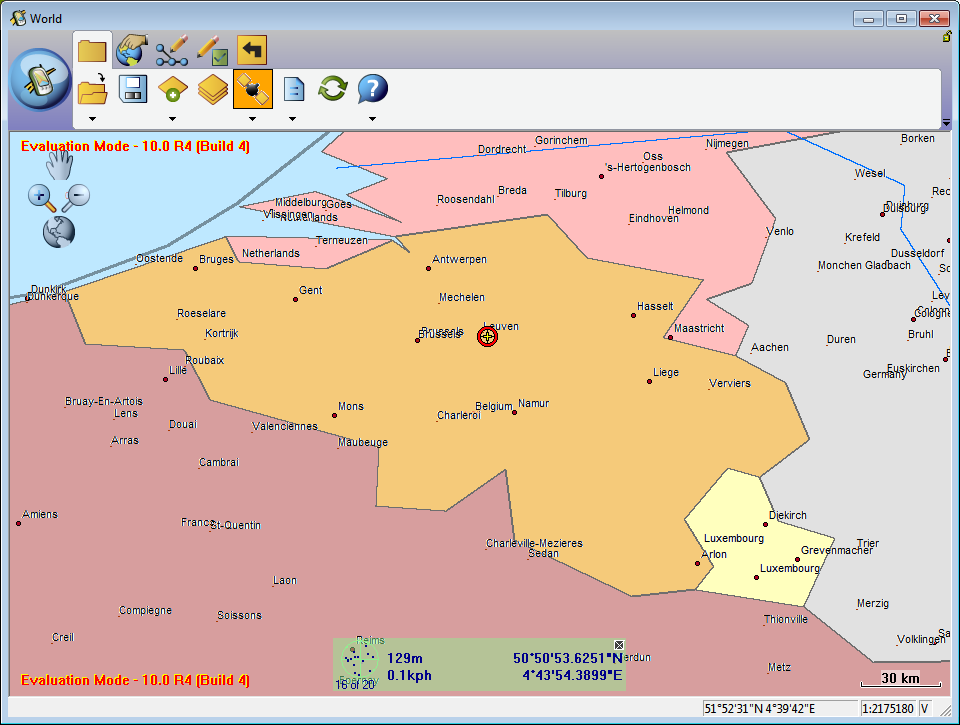 World
Evaluation Mode - 10.0 R4 (Build 4)
Gorinchem
Dordrecht
Nijmegen
Borken
Oss
's-Hertogenbosch
Wesel
Breda
Tilburg
Roosendahl
Middelburg
Goes
Vlissingen
Helmond
Eindhoven
Duisburg
Venlo
Krefeld
Terneuzen
Netherlands
Dusseldorf
Monchen Gladbach
Oostende
Bruges
Antwerpen
Dunkirk
Dunkerque
Gent
Mechelen
Hasselt
Roeselare
Kortrijk
Brussels
Brussels
euven
Maastricht
Bruhl
Duren
Aachen
Roubaix
Lille
Liege
Verviers
Euskirchen
Germany
Bruay-En-Artois
Lens
Mons
Belgium
Namur
Charleroi
Douai
Valenciennes
Arras
Maubeuge
Cambrai
Amiens
France
St-Quentin
Diekirch
Luxembourg
Charleville-Mezieres
Sedan
Trier
Grevenmacher
Arlon
Luxembourg
Laon
Merzig
Compiegne
Soissons
Thionville
Creil
Volklingen
Reims
erdun
Metz
129m
50°50'53.6251"N
0.1kph
4°43'54.3899"E
16 of 20
Evaluation Mode - 10.0 R4 (Build 4)
30 km
51°52'31"N 4°39'42"E
1:2175180
V